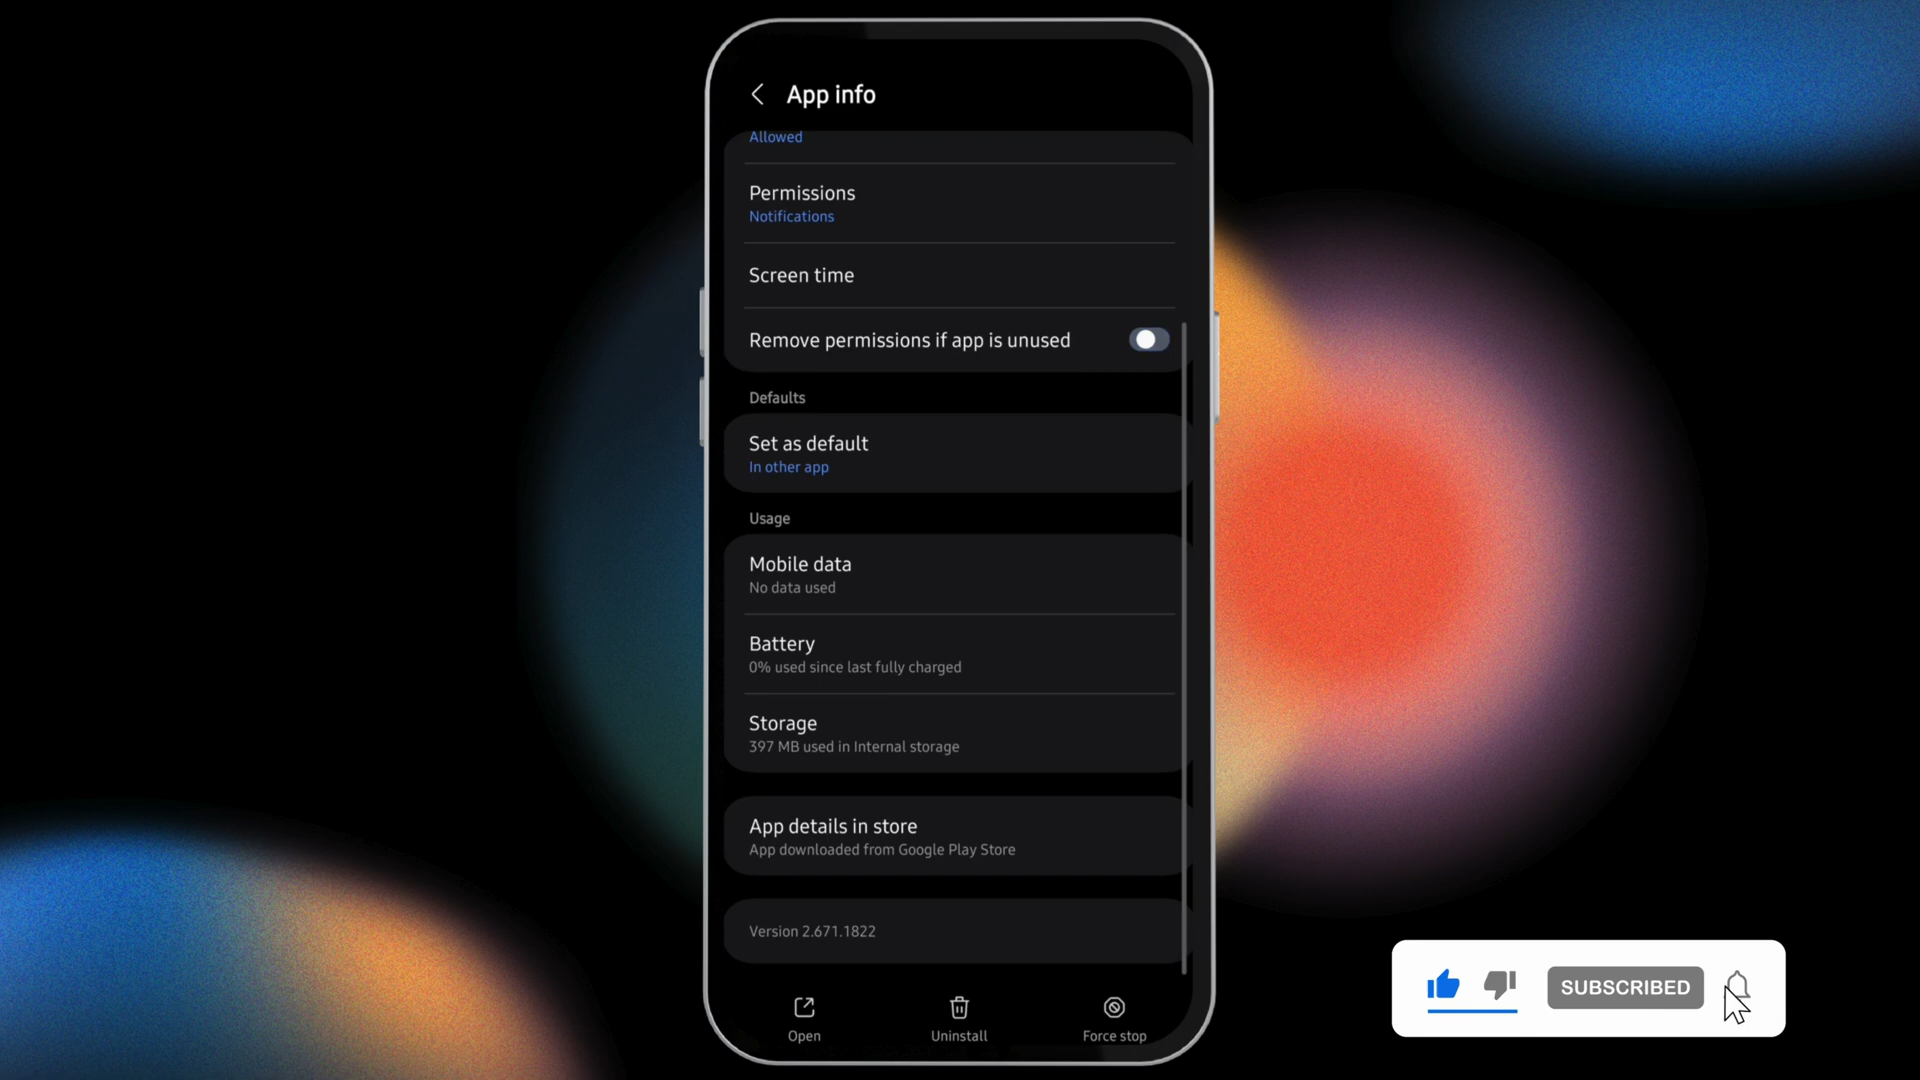 App info
Allowed
Permissions
Notifications
Screen time
Remove permissions if app is unused
Defaults
Set as default
In other app
Usage
Mobile data
No data used
Battery
0% used since last fully charged
Storage
397 MB used in Internal storage
App details in store
App downloaded from Google Play Store
Version 2.671.1822
Open
Uninstall
Force stop
SUBSCRIBED